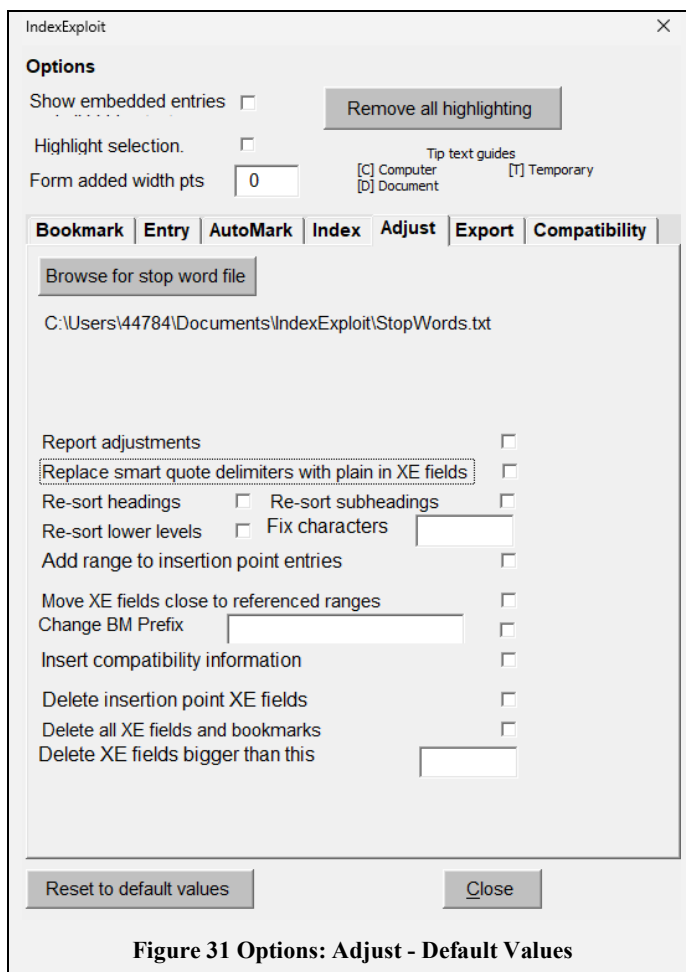 IndexExploit
Options
Show embedded entries
Remove all highlighting
Highlight selection.
Tip text guides
[C] Computer [T] Temporary
[D] Document
Form added width pts 0
Bookmark Entry AutoMark Index Adjust Export Compatibility
Browse for stop word file
C:\Users\44784\Documents\IndexExploit\StopWords.txt
Report adjustments
Replace smart quote delimiters with plain in XE fields
Re-sort headings Re-sort subheadings
Re-sort lower levels Fix characters
Add range to insertion point entries
Move XE fields close to referenced ranges
Change BM Prefix
Insert compatibility information
Delete insertion point XE fields
Delete all XE fields and bookmarks
Delete XE fields bigger than this
Reset to default values Close
Figure 31 Options: Adjust - Default Values